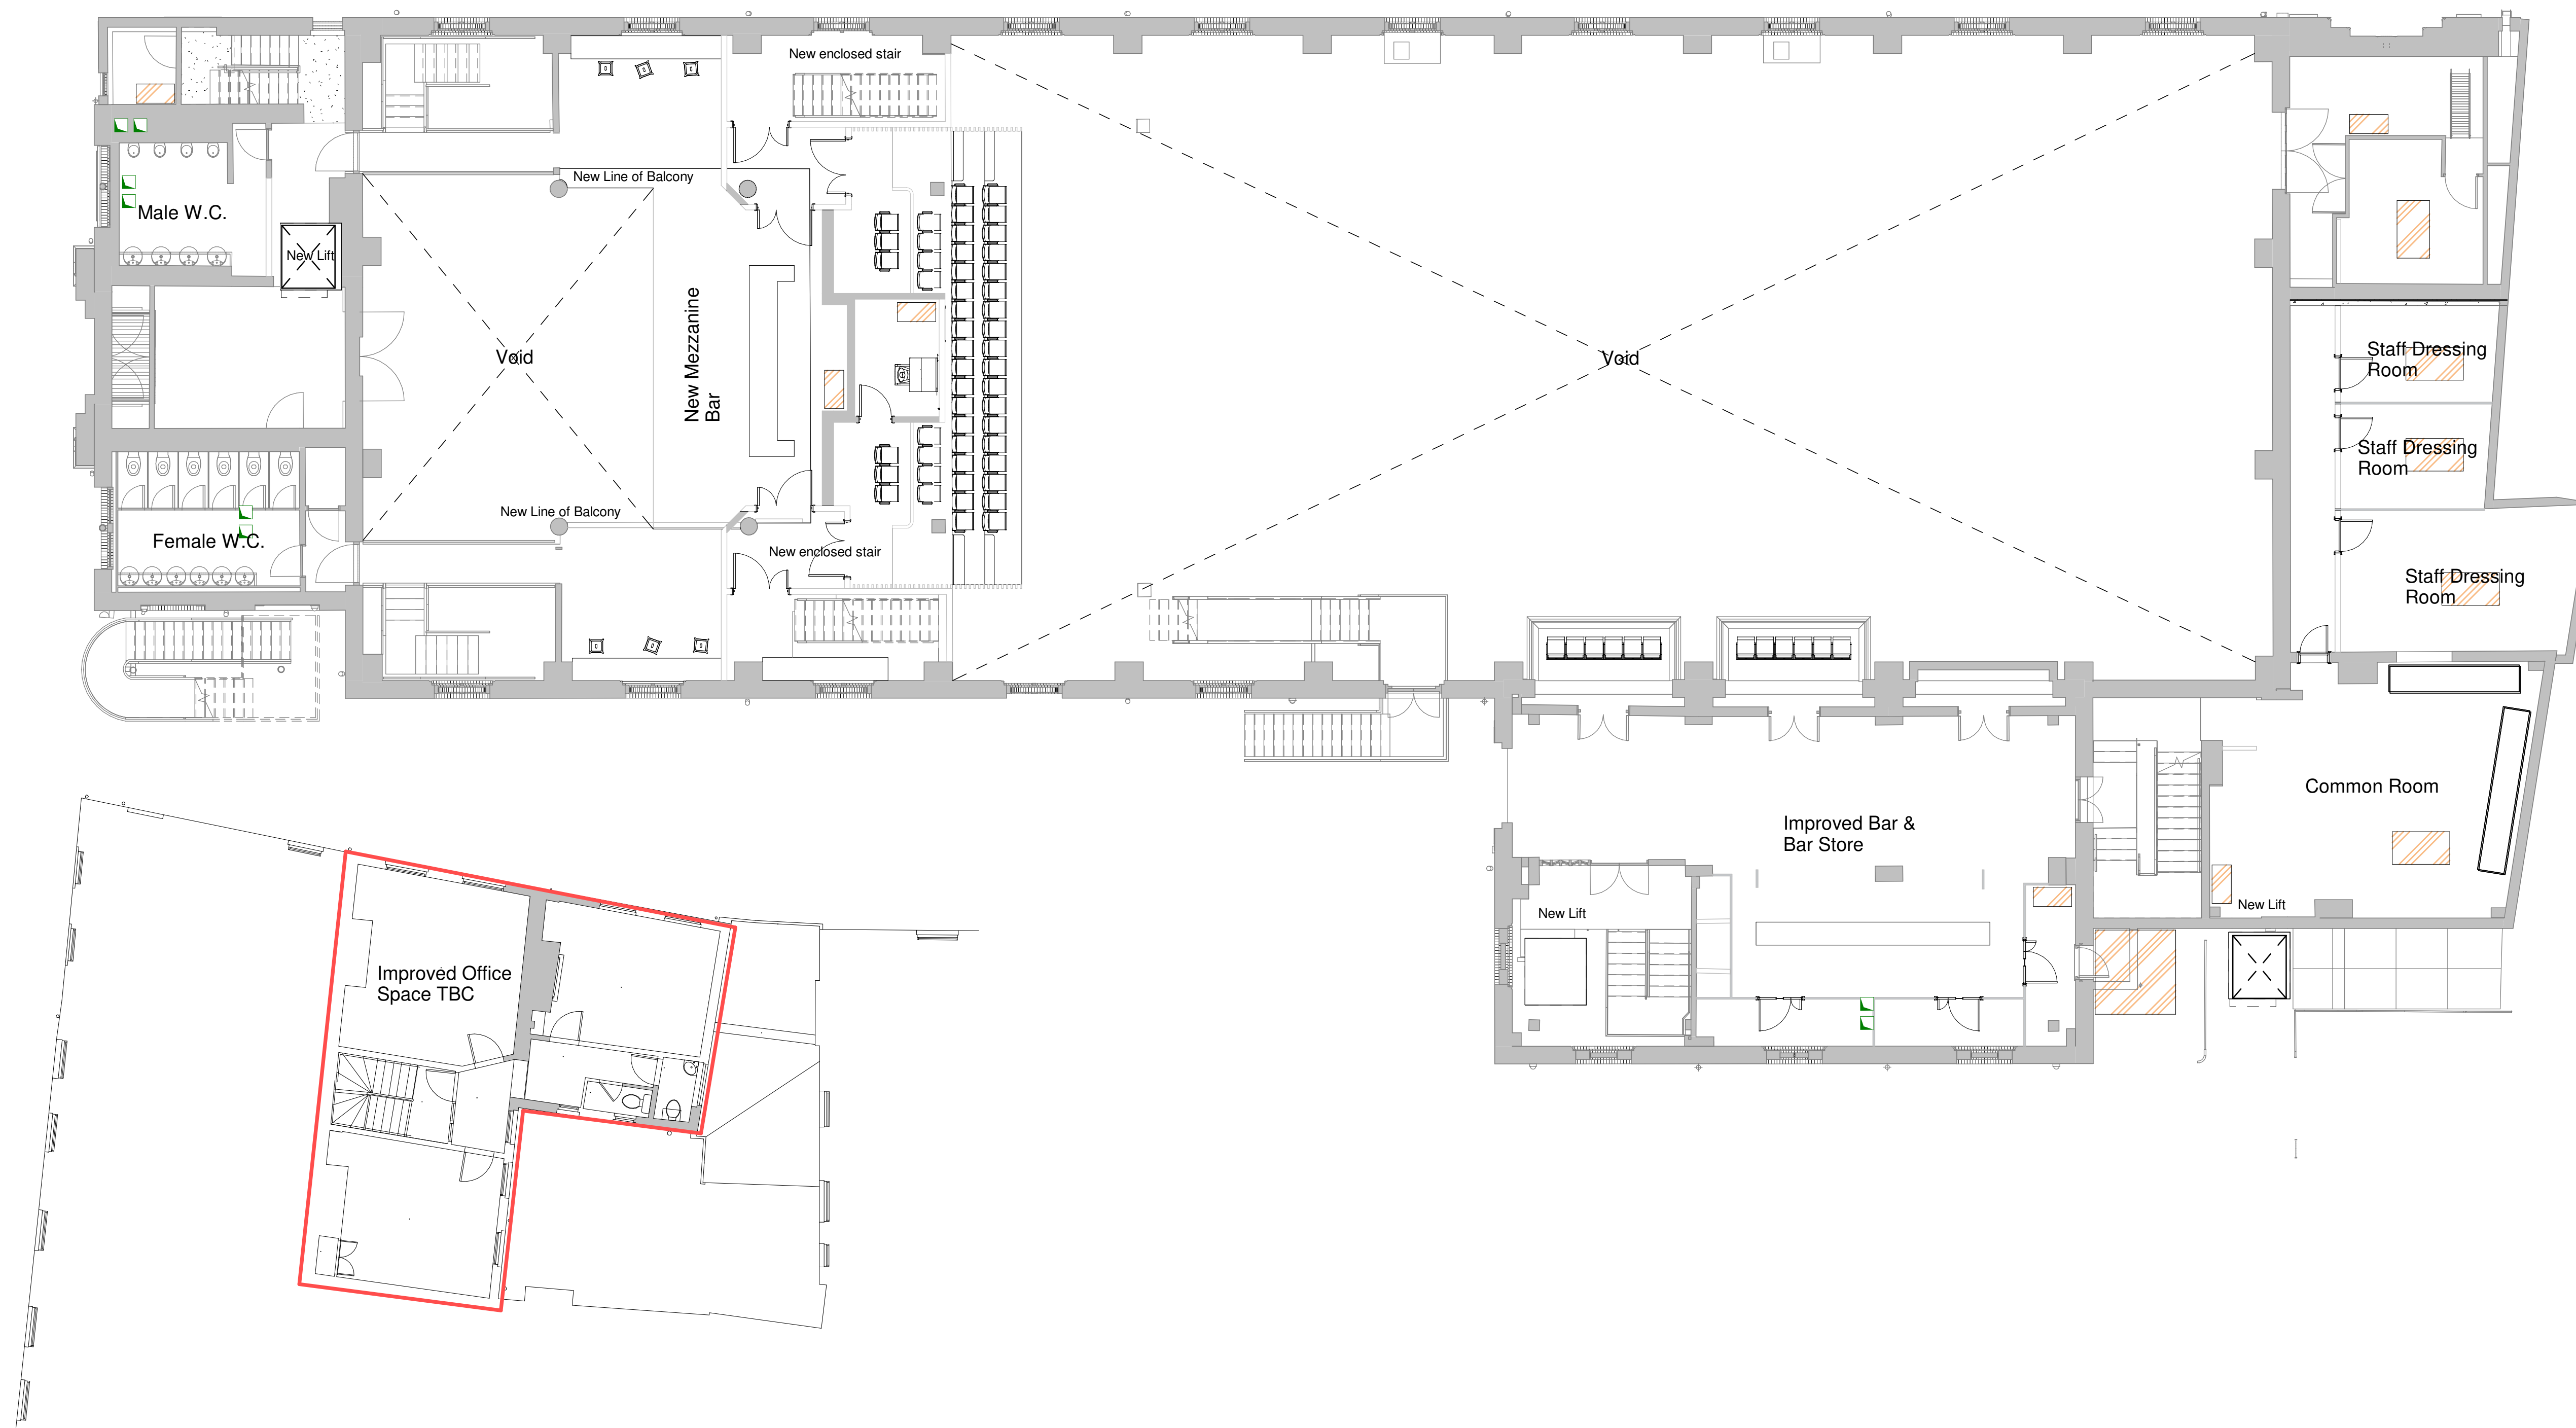 New enclosed stair
New Line of Balcony
Male W.C.
New Lift
Void
New Mezzanine
Bar
Void
Staff Dressing
Room
Staff Dressing
Room
New Line of Balcony
Female W.C.
New enclosed stair
Staff Dressing
Room
Common Room
Improved Bar &
Bar Store
New Lift
New Lift
Improved Office
Space TBC